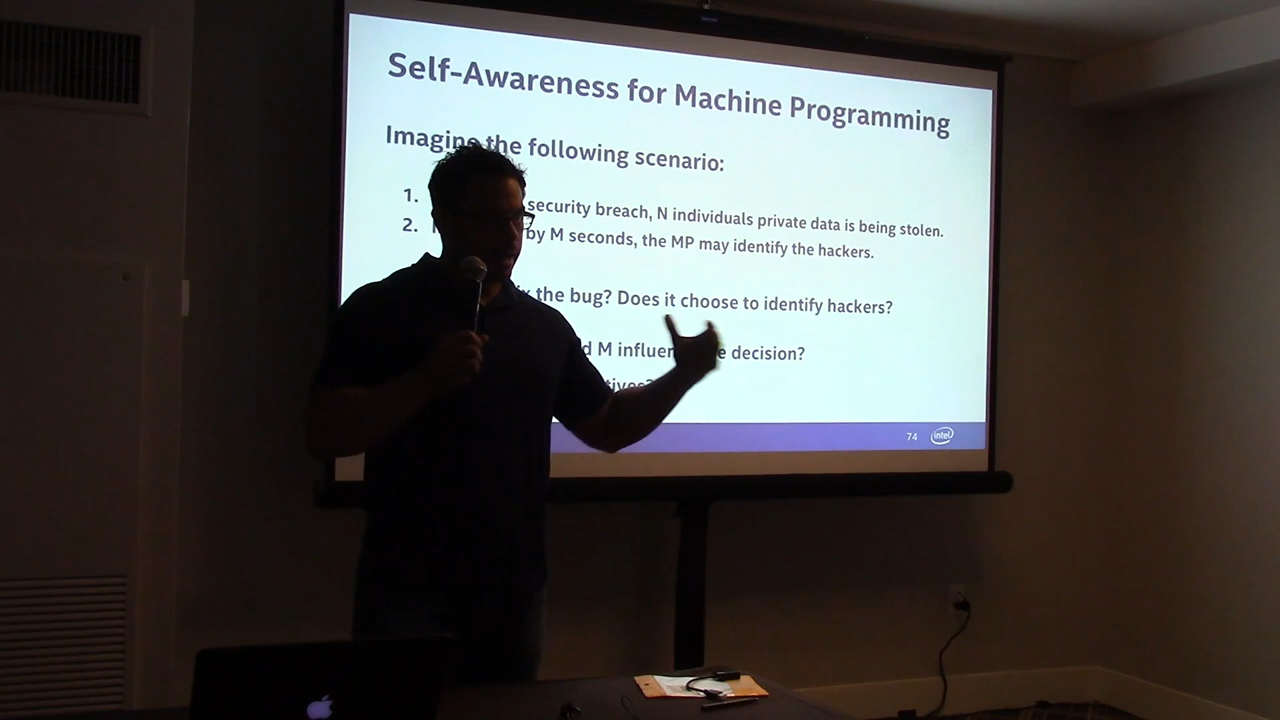 Self-Awareness for Machine Programming
Imagine the following scenario:
1. security breach, N individuals private data is being stolen.
2. by M seconds, the MP may identify the hackers.
the bug? Does it choose to identify hackers?
M decision?
74 intel